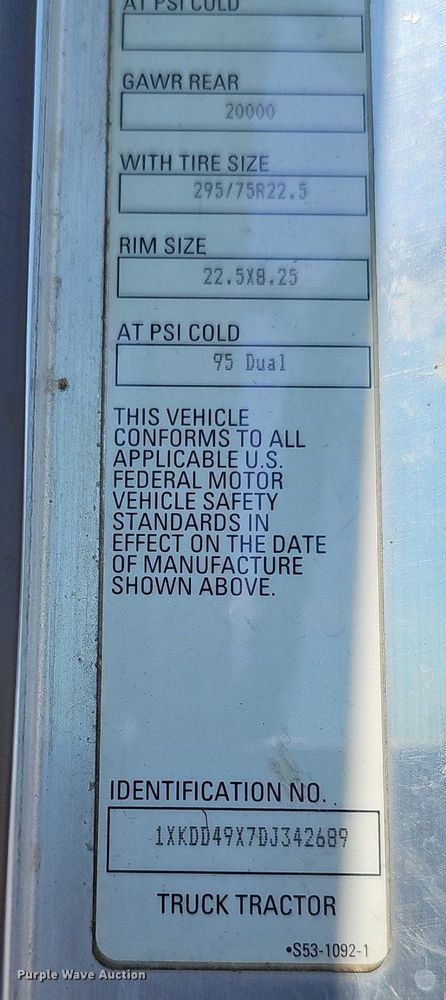 AT PSI COLD
GAWR REAR
20000
WITH TIRE SIZE
295/75R22.5
RIM SIZE
22.5X8.25
AT PSI COLD
95 Dual
THIS VEHICLE
CONFORMS TO ALL
APPLICABLE U.S.
FEDERAL MOTOR
VEHICLE SAFETY
STANDARDS IN
EFFECT ON THE DATE
OF MANUFACTURE
SHOWN ABOVE.
IDENTIFICATION NO.
1XKDD49X7DJ342689
TRUCK TRACTOR
•S53-1092-1
Purple Wave Auction